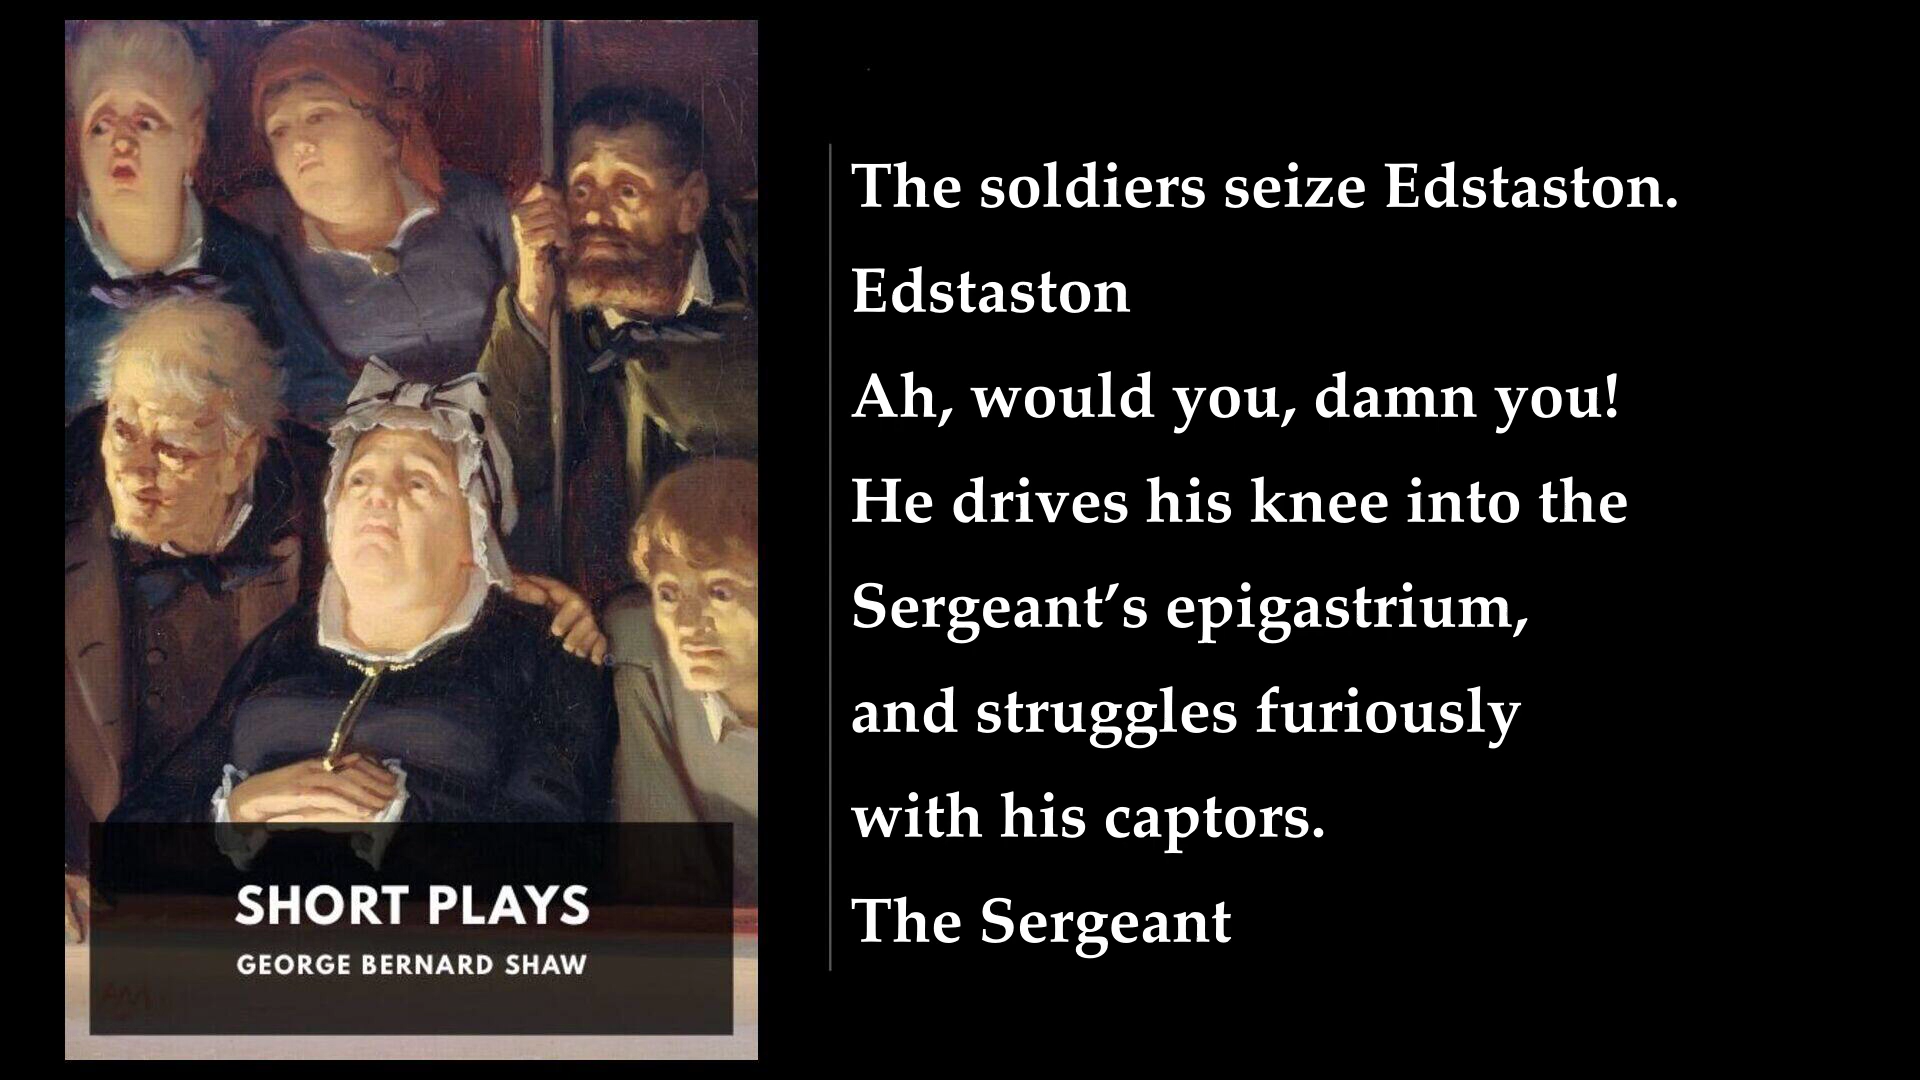 SHORT PLAYS
GEORGE BERNARD SHAW
The soldiers seize Edstaston.
Edstaston
Ah, would you, damn you!
He drives his knee into the
Sergeant’s epigastrium,
and struggles furiously
with his captors.
The Sergeant